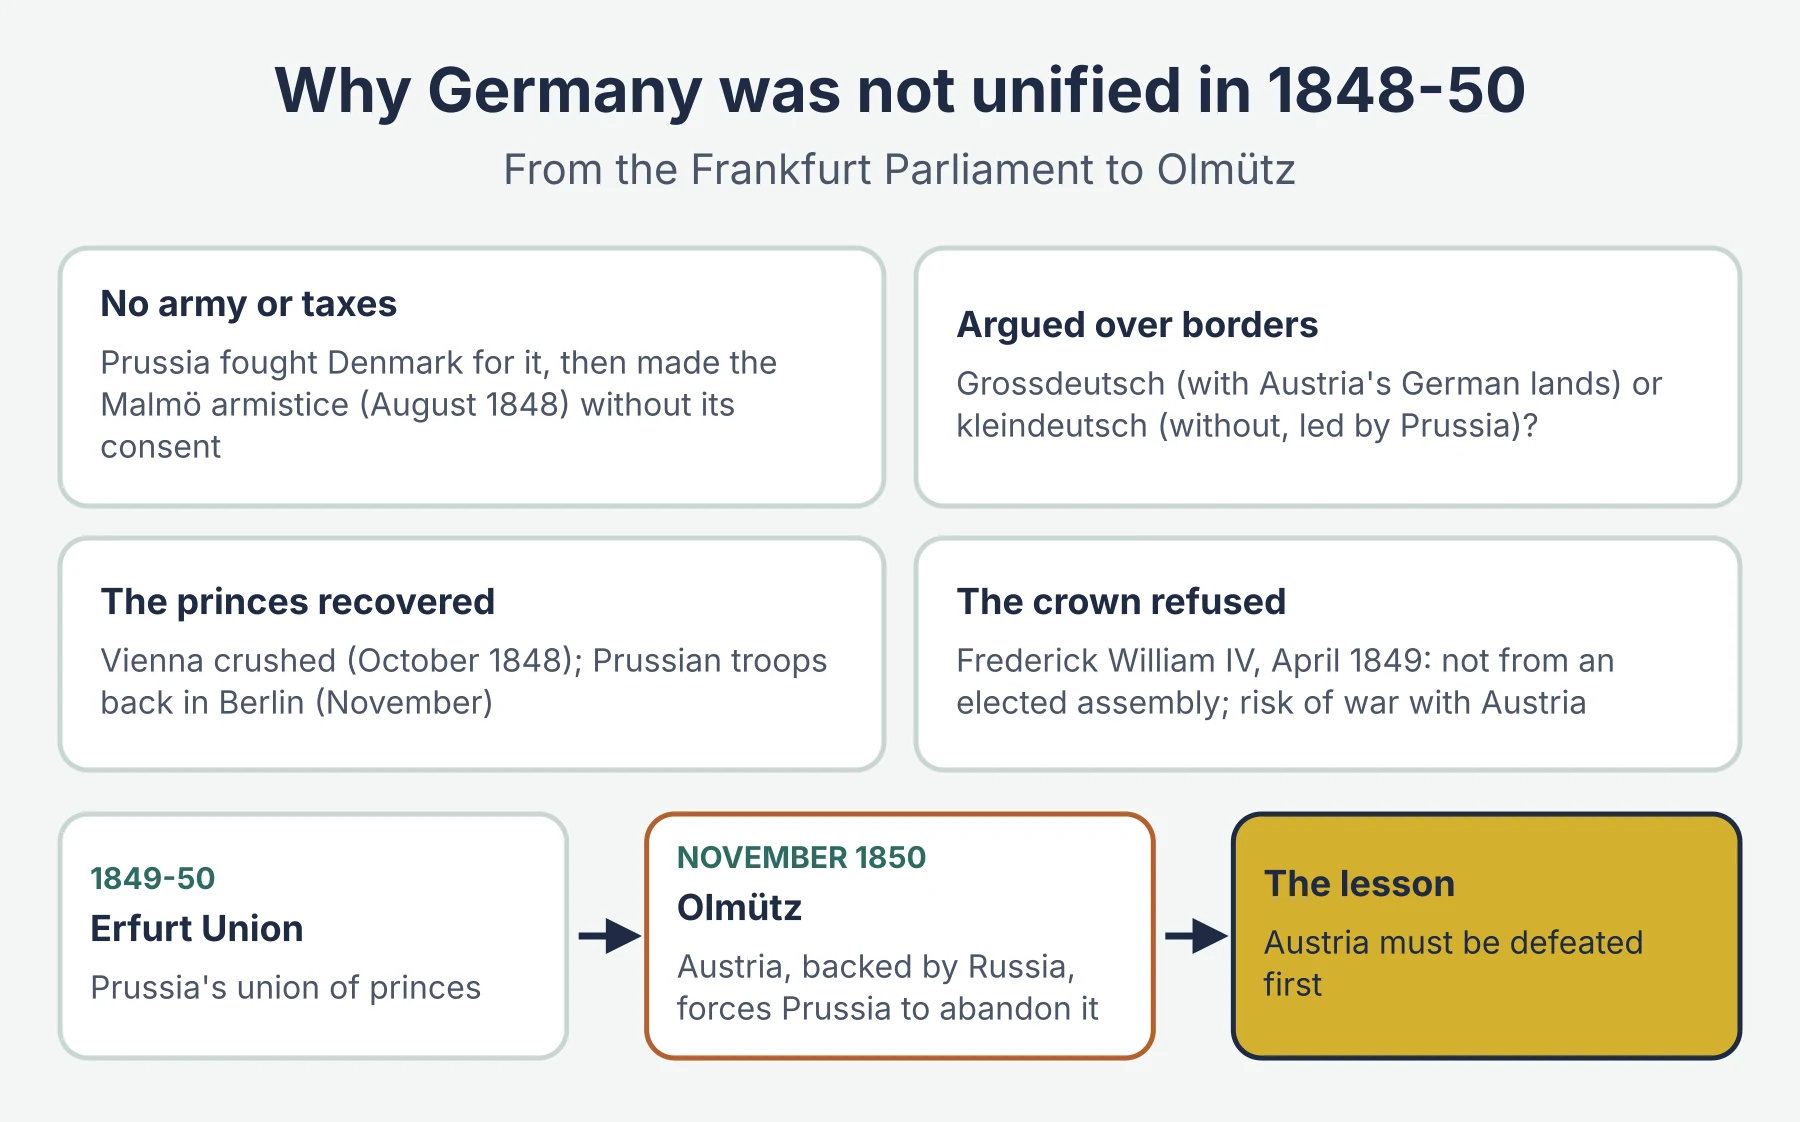 Why Germany was not unified in 1848-50
From the Frankfurt Parliament to Olmütz
No army or taxes
Prussia fought Denmark for it, then made the
Malmö armistice (August 1848) without its
consent
Argued over borders
Grossdeutsch (with Austria's German lands) or
kleindeutsch (without, led by Prussia)?
The princes recovered
Vienna crushed (October 1848); Prussian troops
back in Berlin (November)
The crown refused
Frederick William IV, April 1849: not from an
elected assembly; risk of war with Austria
1849-50
Erfurt Union
Prussia's union of princes
NOVEMBER 1850
Olmütz
Austria, backed by Russia,
forces Prussia to abandon it
The lesson
Austria must be defeated
first